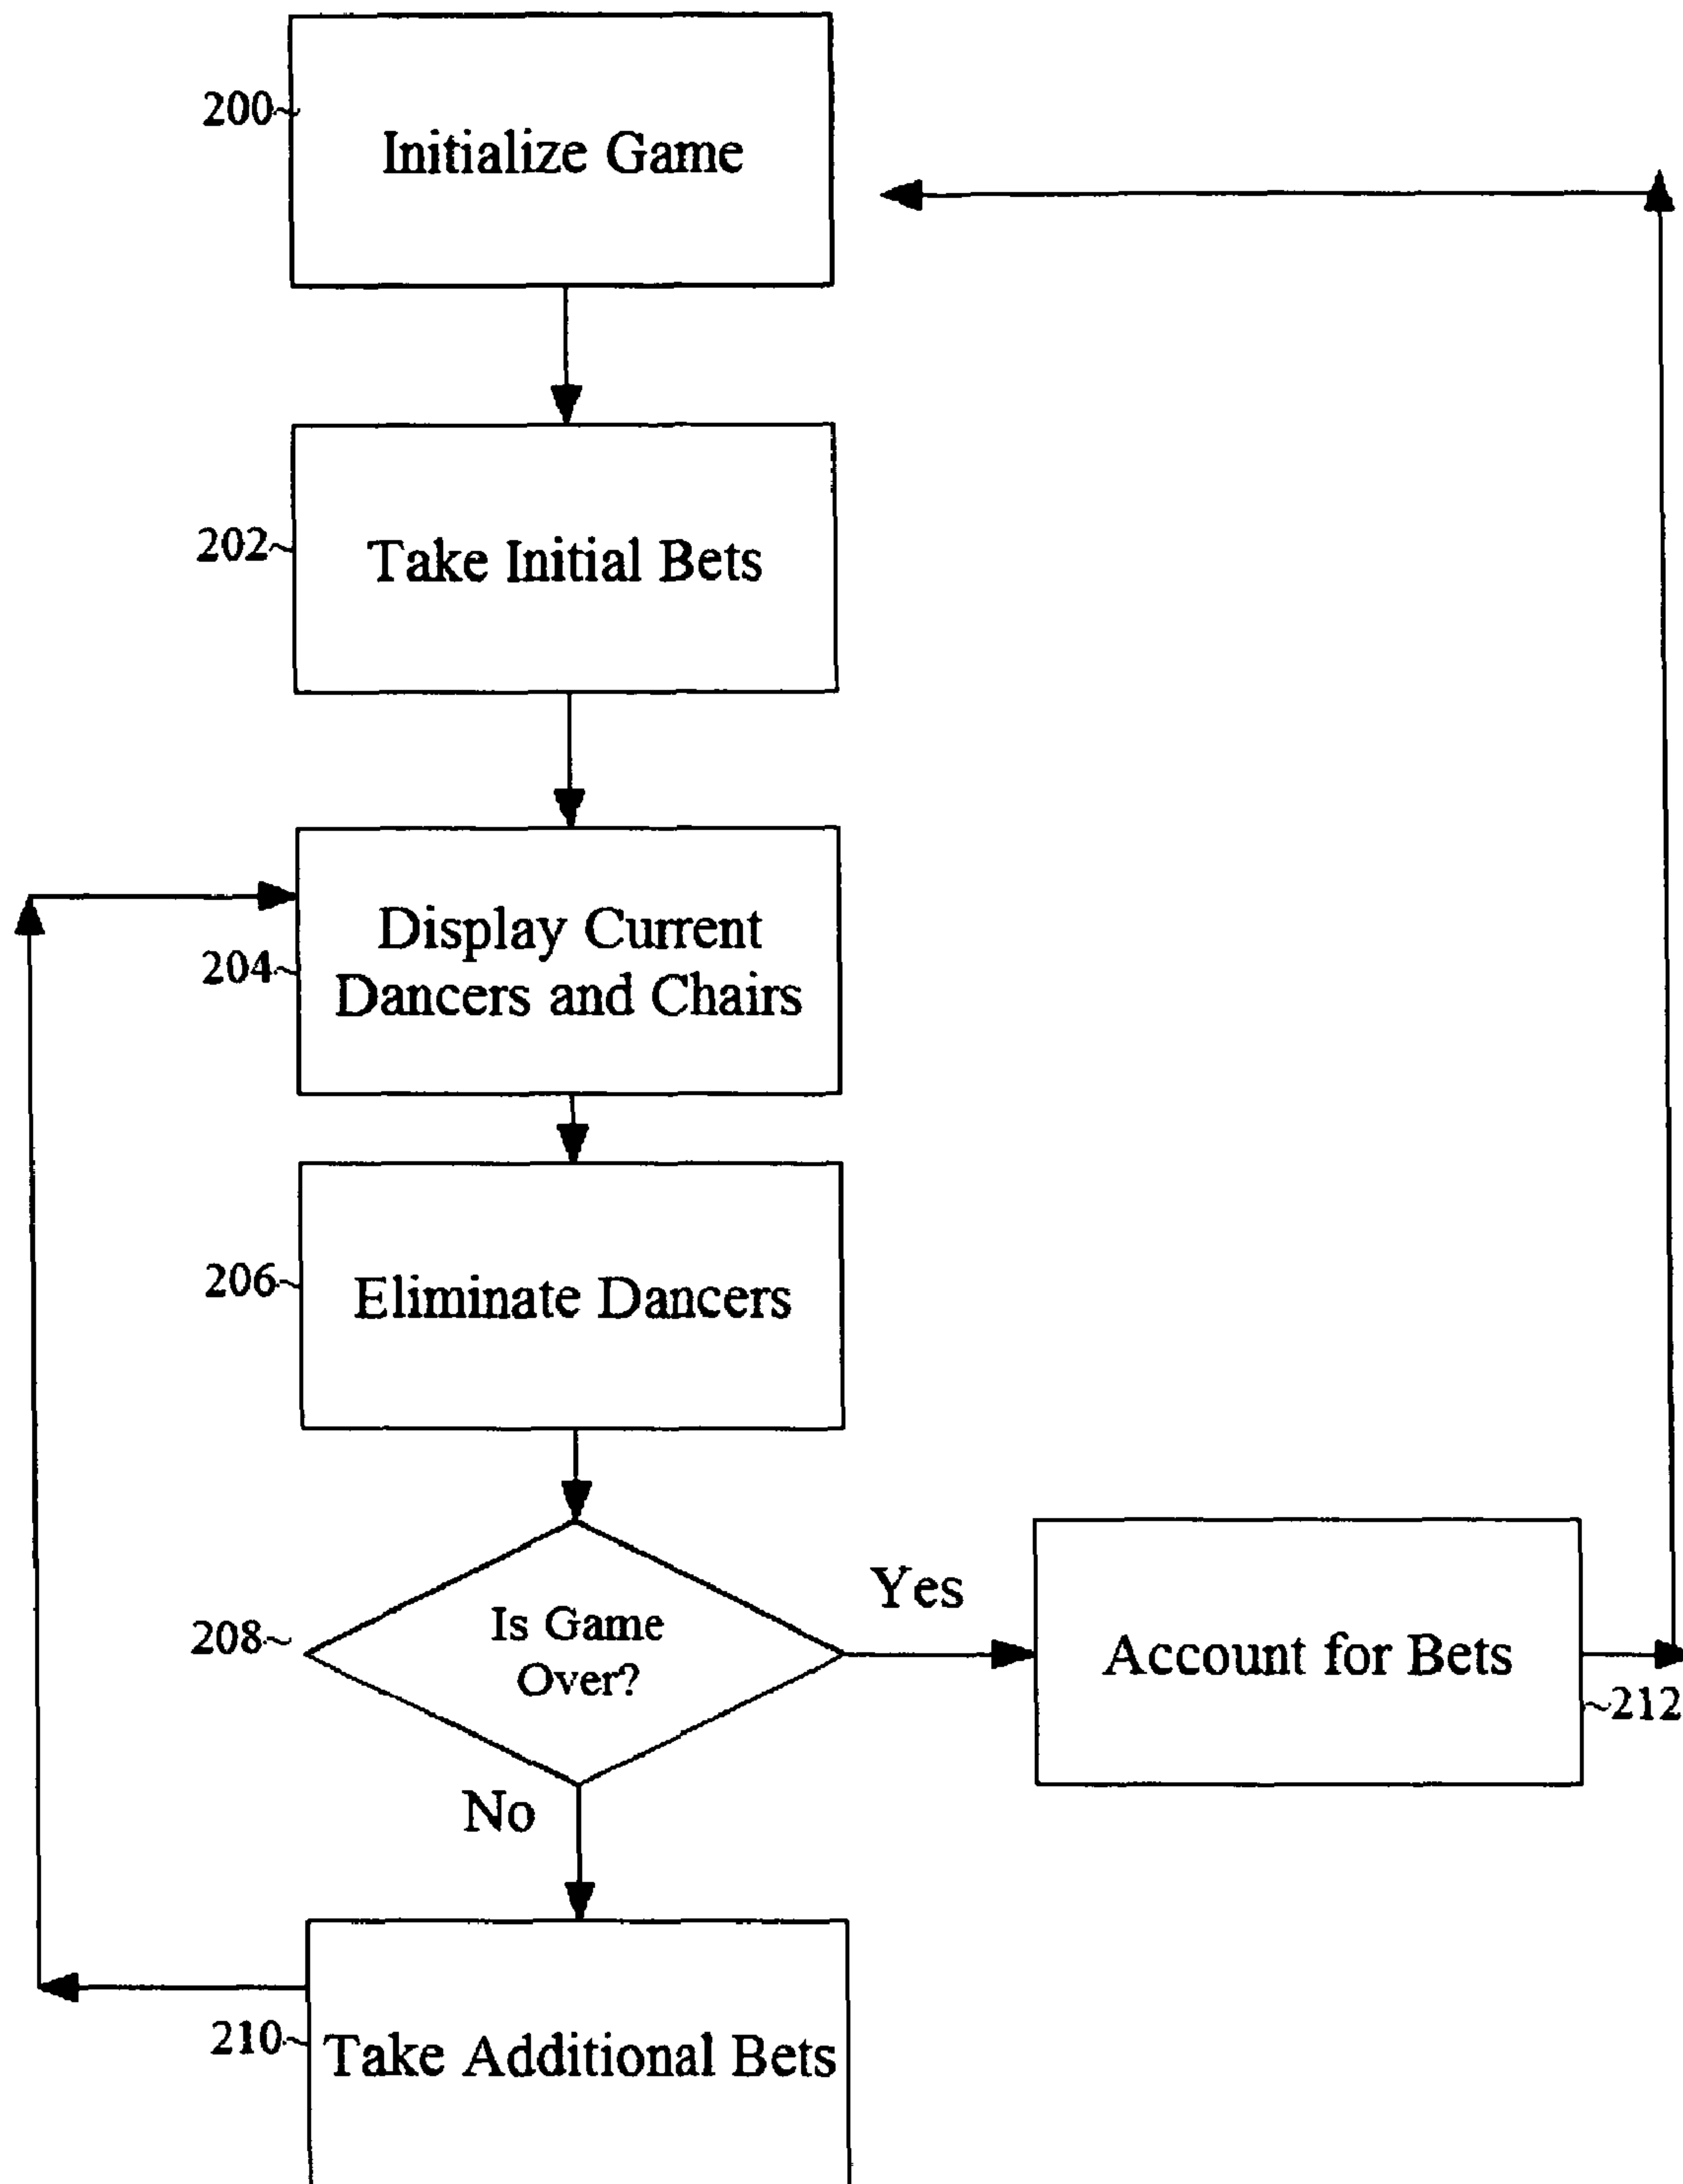 200~
Initialize Game
202~
Take Initial Bets
204~
Display Current
Dancers and Chairs
206~
Eliminate Dancers
208~
Is Game
Over?
Yes
Account for Bets
~212
No
210~
Take Additional Bets